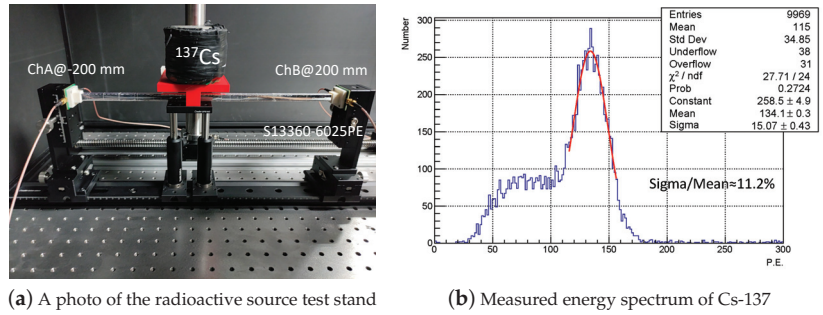 ¹³⁷Cs
ChA@-200 mm
ChB@200 mm
S13360-6025PE
Number
300
250
200
150
100
50
0
0 50 100 150 200 250 300
P.E.
Entries 9969
Mean 115
Std Dev 34.85
Underflow 38
Overflow 31
χ² / ndf 27.71 / 24
Prob 0.2724
Constant 258.5 ± 4.9
Mean 134.1 ± 0.3
Sigma 15.07 ± 0.43
Sigma/Mean≈11.2%
(a) A photo of the radioactive source test stand
(b) Measured energy spectrum of Cs-137